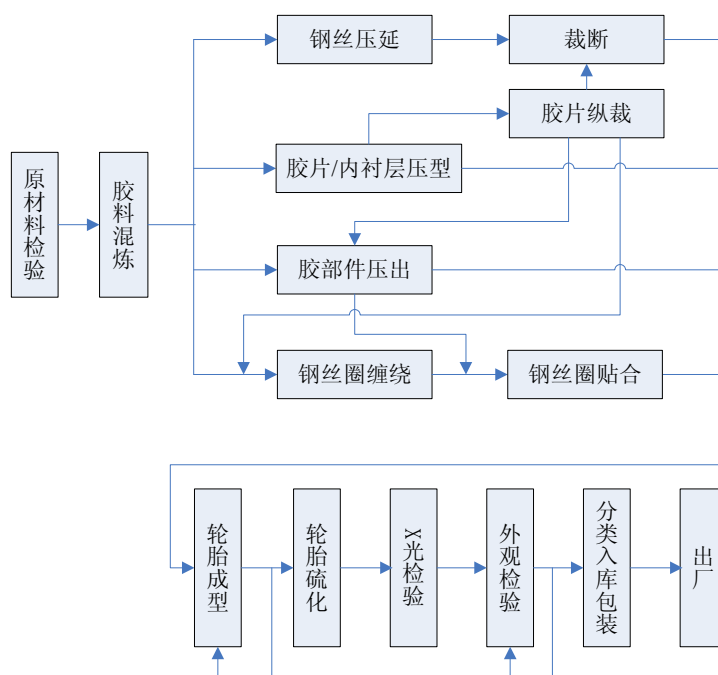 钢丝压延
裁断
胶片纵裁
胶片/内衬层压型
原材料检验
胶料混炼
胶部件压出
钢丝圈缠绕
钢丝圈贴合
轮胎成型
轮胎硫化
X光检验
外观检验
分类入库包装
出厂